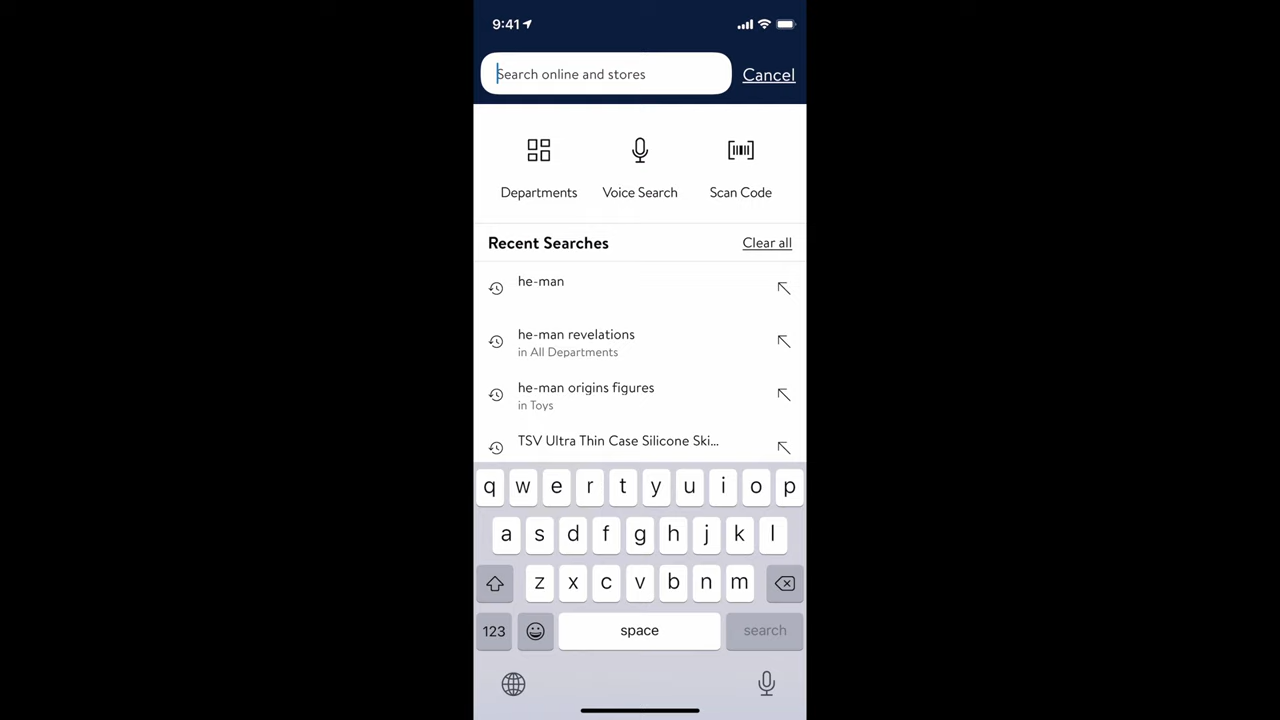 9:41
Search online and stores
Cancel
Departments
Voice Search
Scan Code
Recent Searches
Clear all
he-man
he-man revelations
in All Departments
he-man origins figures
in Toys
TSV Ultra Thin Case Silicone Ski...
q w e r t y u i o p
a s d f g h j k l
z x c v b n m
123
space
search